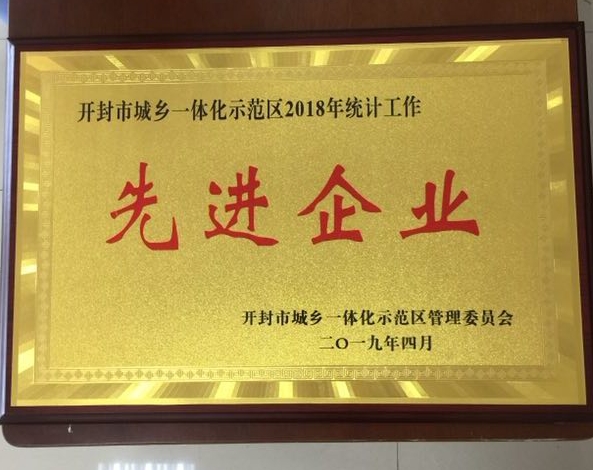 开封市城乡一体化示范区2018年统计工作
先进企业
开封市城乡一体化示范区管理委员会
二〇一九年四月